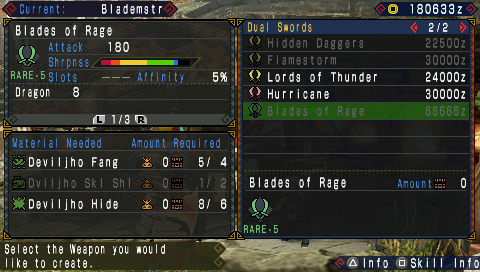 Current: Blademstr
180633z
Blades of Rage
Attack 180
Shrpnss
RARE-5 Slots --- Affinity 5%
Dragon 8
L 1/3 R
Material Needed Amount Required
Deviljho Fang 0 5/ 4
Dviljho Skl Shl 0 1/ 2
Deviljho Hide 0 8/ 6
Select the Weapon you would
like to create.
Dual Swords 2/2
Hidden Daggers 22500z
Flamestorm 30000z
Lords of Thunder 24000z
Hurricane 30000z
Blades of Rage 66666z
Blades of Rage Amount 0
RARE-5
Info Skill Info